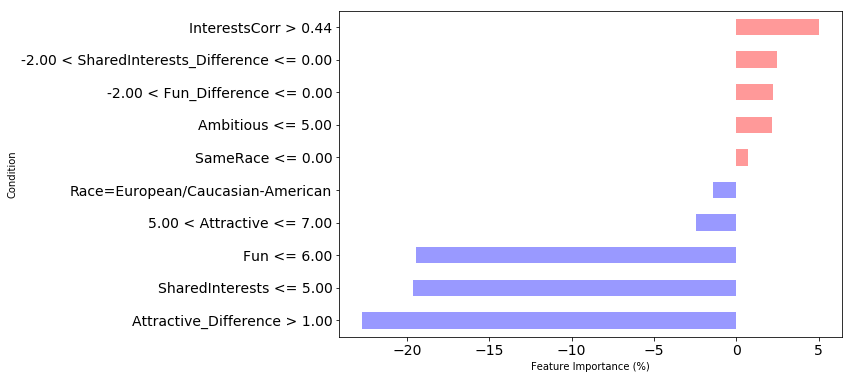 InterestsCorr > 0.44
-2.00 < SharedInterests_Difference <= 0.00
-2.00 < Fun_Difference <= 0.00
Ambitious <= 5.00
SameRace <= 0.00
Race=European/Caucasian-American
5.00 < Attractive <= 7.00
Fun <= 6.00
SharedInterests <= 5.00
Attractive_Difference > 1.00
Condition
−20 −15 −10 −5 0 5
Feature Importance (%)